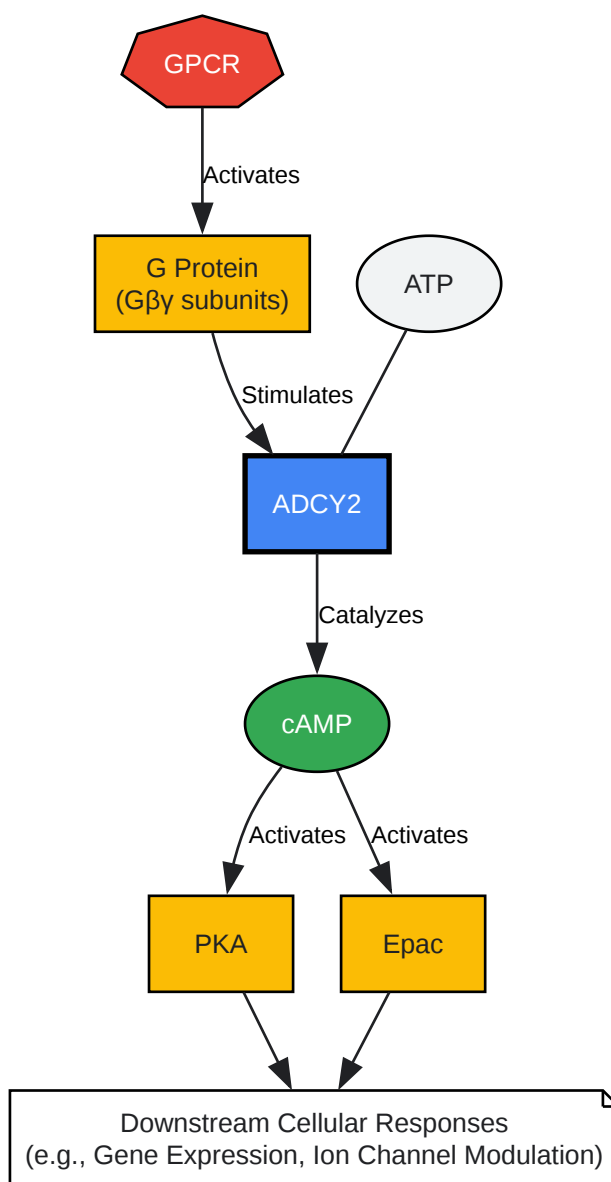 GPCR
Activates
G Protein
(Gβγ subunits)
ATP
Stimulates
ADCY2
Catalyzes
cAMP
Activates
Activates
PKA
Epac
Downstream Cellular Responses
(e.g., Gene Expression, Ion Channel Modulation)